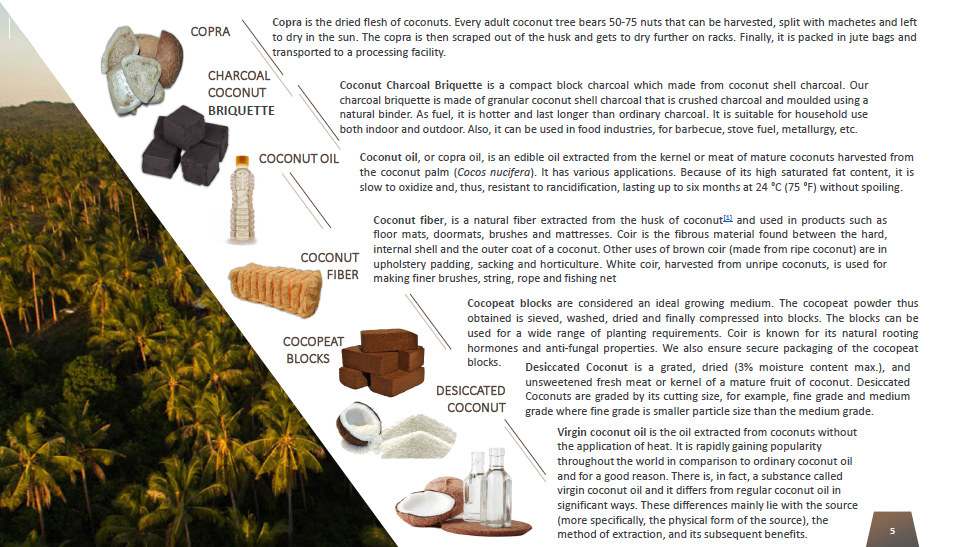 COPRA
Copra is the dried flesh of coconuts. Every adult coconut tree bears 50-75 nuts that can be harvested, split with machetes and left
to dry in the sun. The copra is then scraped out of the husk and gets to dry further on racks. Finally, it is packed in jute bags and
transported to a processing facility.
CHARCOAL
COCONUT
BRIQUETTE
Coconut Charcoal Briquette is a compact block charcoal which made from coconut shell charcoal. Our
charcoal briquette is made of granular coconut shell charcoal that is crushed charcoal and moulded using a
natural binder. As fuel, it is hotter and last longer than ordinary charcoal. It is suitable for household use
both indoor and outdoor. Also, it can be used in food industries, for barbecue, stove fuel, metallurgy, etc.
COCONUT OIL
Coconut oil, or copra oil, is an edible oil extracted from the kernel or meat of mature coconuts harvested from
the coconut palm (Cocos nucifera). It has various applications. Because of its high saturated fat content, it is
slow to oxidize and, thus, resistant to rancidification, lasting up to six months at 24 °C (75 °F) without spoiling.
COCONUT
FIBER
Coconut fiber, is a natural fiber extracted from the husk of coconut[1] and used in products such as
floor mats, doormats, brushes and mattresses. Coir is the fibrous material found between the hard,
internal shell and the outer coat of a coconut. Other uses of brown coir (made from ripe coconut) are in
upholstery padding, sacking and horticulture. White coir, harvested from unripe coconuts, is used for
making finer brushes, string, rope and fishing net
COCOPEAT
BLOCKS
Cocopeat blocks are considered an ideal growing medium. The cocopeat powder thus
obtained is sieved, washed, dried and finally compressed into blocks. The blocks can be
used for a wide range of planting requirements. Coir is known for its natural rooting
hormones and anti-fungal properties. We also ensure secure packaging of the cocopeat
blocks.
DESICCATED
COCONUT
Desiccated Coconut is a grated, dried (3% moisture content max.), and
unsweetened fresh meat or kernel of a mature fruit of coconut. Desiccated
Coconuts are graded by its cutting size, for example, fine grade and medium
grade where fine grade is smaller particle size than the medium grade.
Virgin coconut oil is the oil extracted from coconuts without
the application of heat. It is rapidly gaining popularity
throughout the world in comparison to ordinary coconut oil
and for a good reason. There is, in fact, a substance called
virgin coconut oil and it differs from regular coconut oil in
significant ways. These differences mainly lie with the source
(more specifically, the physical form of the source), the
method of extraction, and its subsequent benefits.
5